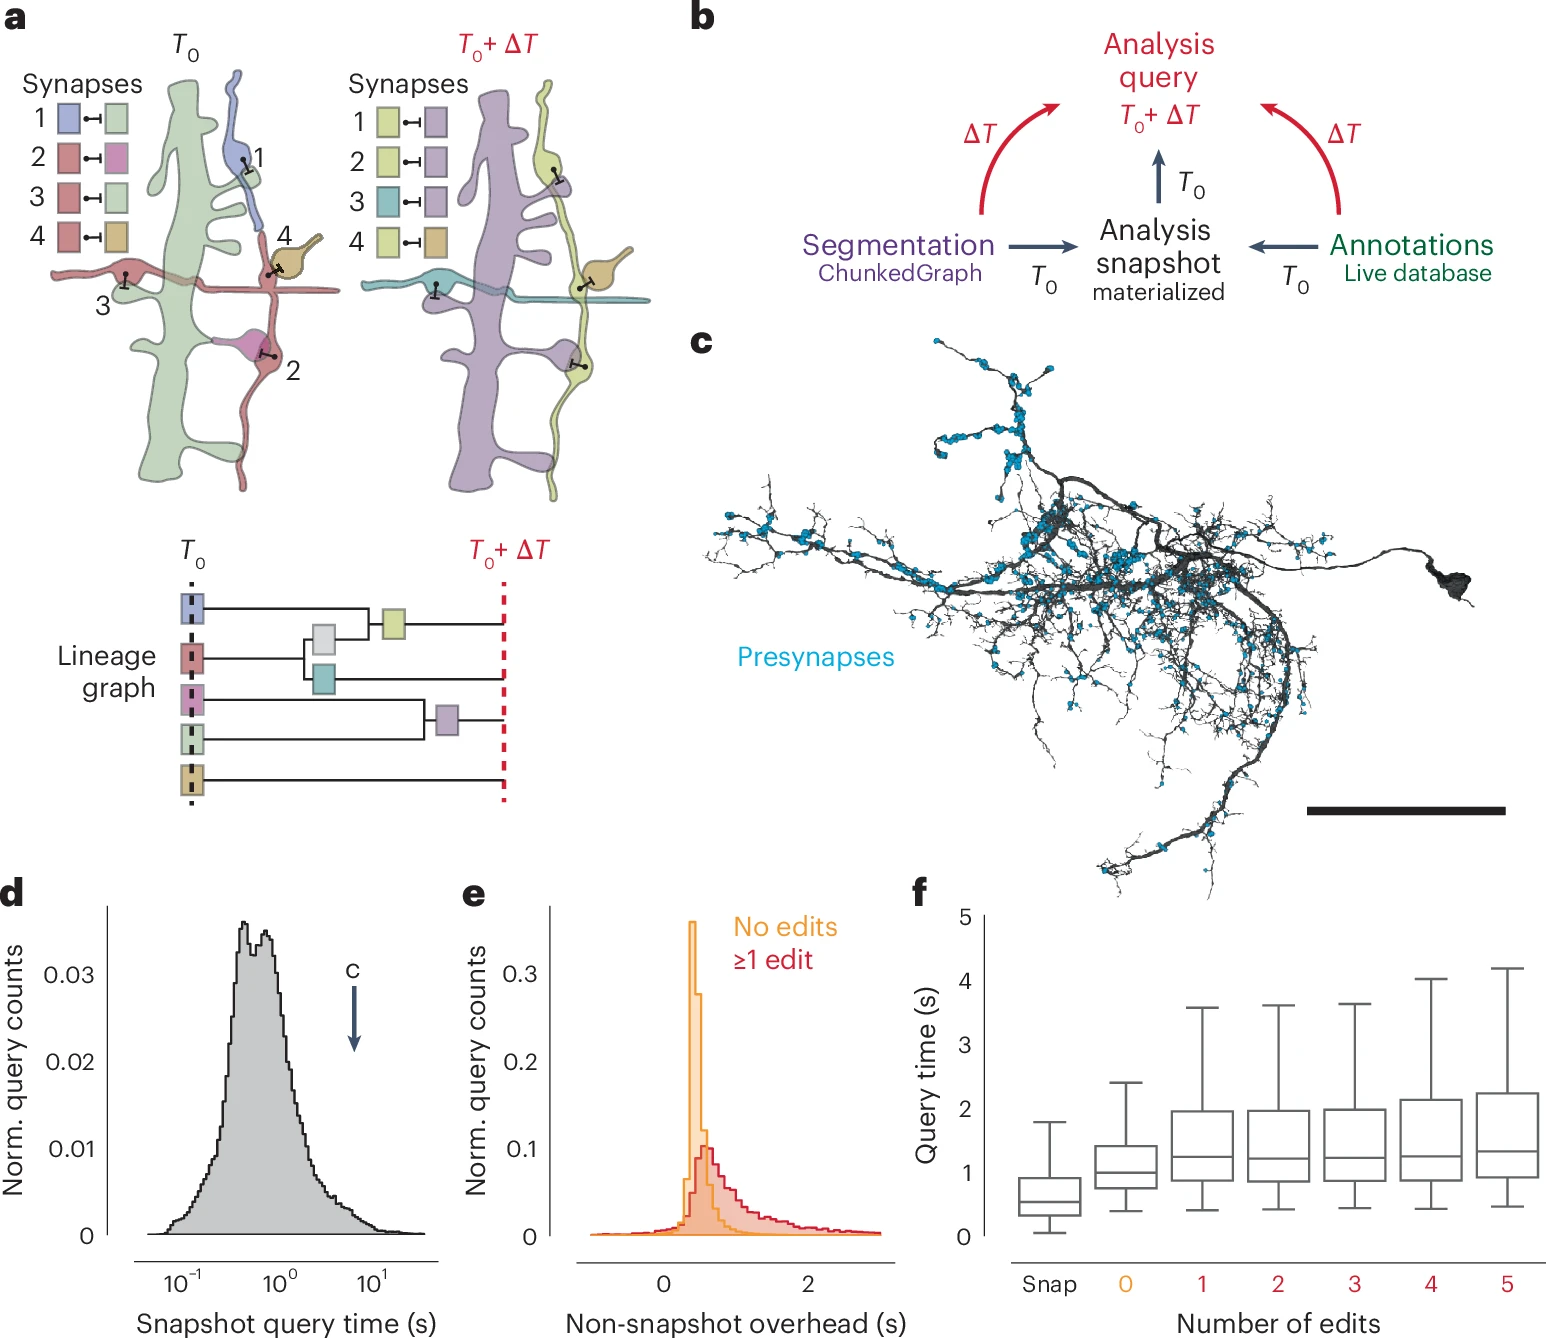 a
T0
T0 + ΔT
Synapses
1
2
3
4
1
4
3
2
Synapses
1
2
3
4
T0
T0 + ΔT
Lineage
graph
b
Analysis
query
T0 + ΔT
ΔT
ΔT
T0
Segmentation
ChunkedGraph
T0
Analysis
snapshot
materialized
T0
Annotations
Live database
c
Presynapses
d
Norm. query counts
0.03
0.02
0.01
0
c
10⁻¹
10⁰
10¹
Snapshot query time (s)
e
Norm. query counts
0.3
0.2
0.1
0
No edits
≥1 edit
0
2
Non-snapshot overhead (s)
f
Query time (s)
5
4
3
2
1
0
Snap
0
1
2
3
4
5
Number of edits